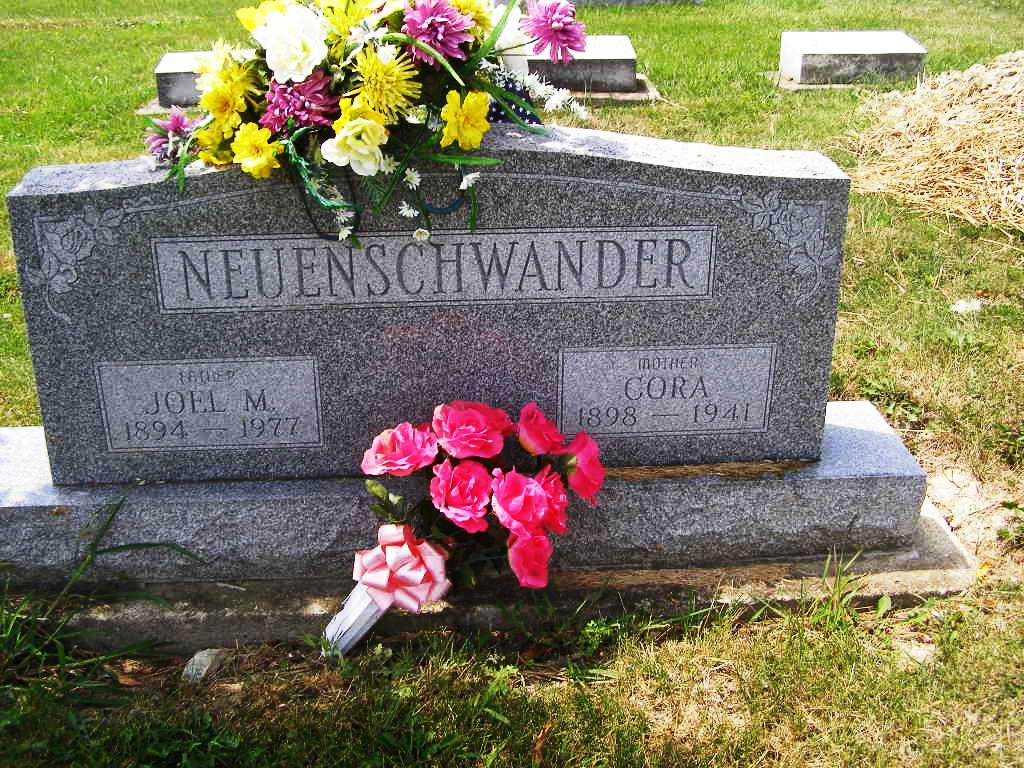 NEUENSCHWANDER
FATHER
JOEL M.
1894 — 1977
MOTHER
CORA
1898 — 1941